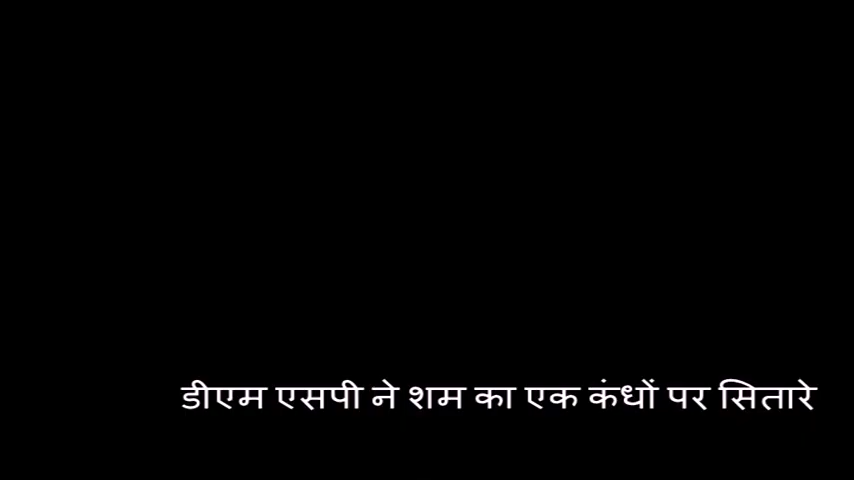 डीएम एसपी ने शम का एक कंधों पर सितारे